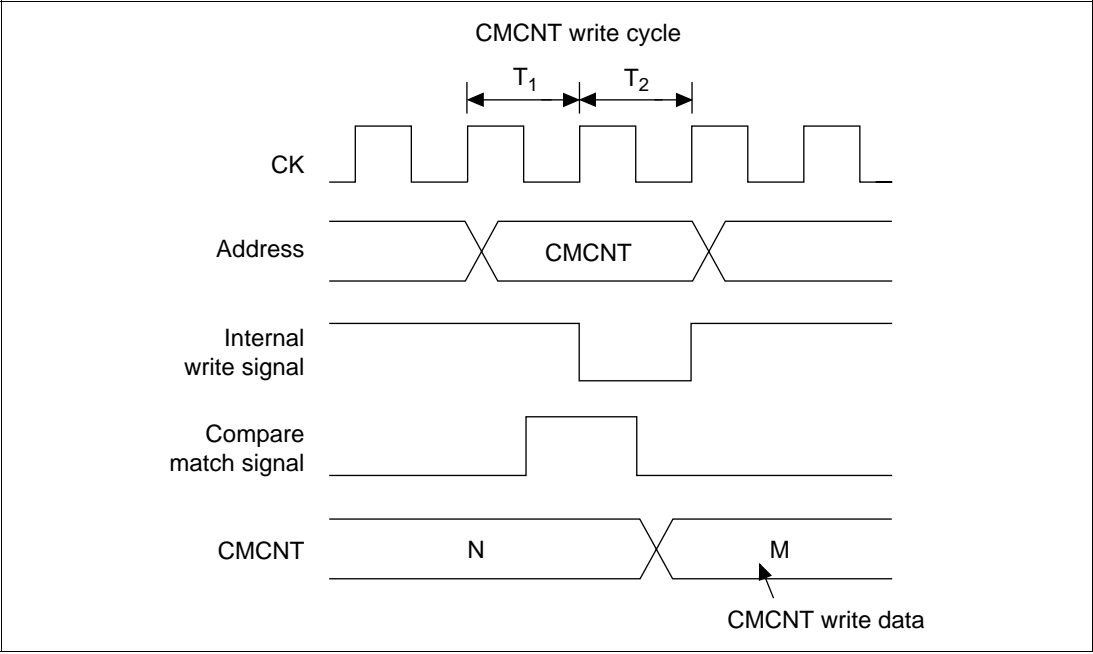 CMCNT write cycle
T1 T2
CK
Address CMCNT
Internal
write signal
Compare
match signal
CMCNT N M
CMCNT write data